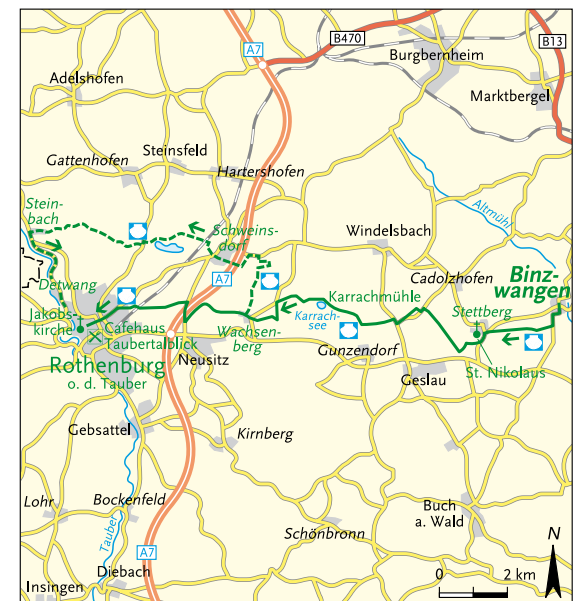 A7
B470
B13
Burgbernheim
Adelshofen
Marktbergel
Steinsfeld
Gattenhofen
Hartershofen
Stein-
bach
Altmühl
Schweins-
dorf
Windelsbach
A7
Cadolzhofen
Binz-
wangen
Detwang
Karrachmühle
Stettberg
Jakobs-
kirche
Karrach-
see
Cafehaus
Taubertalblick
Wachsen-
berg
Rothenburg
o. d. Tauber
Neusitz
Gunzendorf
St. Nikolaus
Geslau
Gebsattel
Kirnberg
Lohr
Bockenfeld
Buch
a. Wald
Tauber
Schönbronn
N
A7
Diebach
Insingen
0 2 km